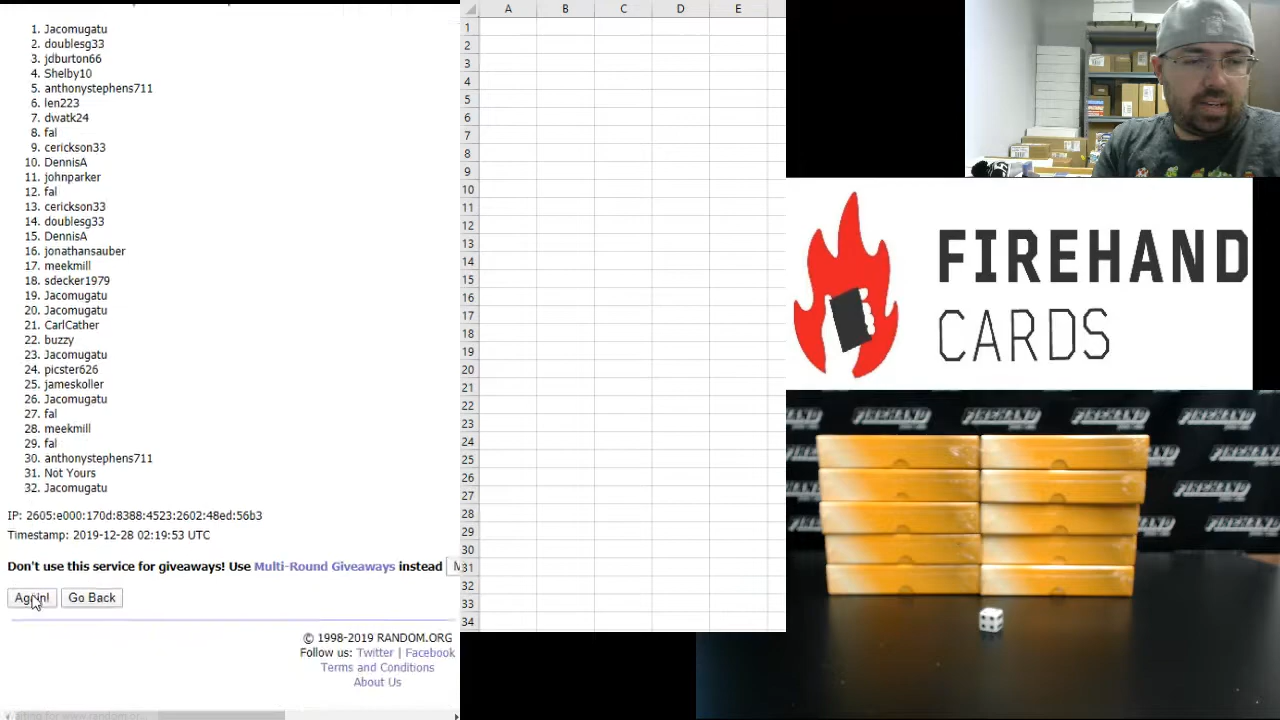 1. Jacomugatu
2. doublesg33
3. jdburton66
4. Shelby10
5. anthonystephens711
6. len223
7. dwatk24
8. fal
9. cerickson33
10. DennisA
11. johnparker
12. fal
13. cerickson33
14. doublesg33
15. DennisA
16. jonathansauber
17. meekmill
18. sdecker1979
19. Jacomugatu
20. Jacomugatu
21. CarlCather
22. buzzy
23. Jacomugatu
24. picster626
25. jameskoller
26. Jacomugatu
27. fal
28. meekmill
29. fal
30. anthonystephens711
31. Not Yours
32. Jacomugatu
IP: 2605:e000:170d:8388:4523:2602:48ed:56b3
Timestamp: 2019-12-28 02:19:53 UTC
Don't use this service for giveaways! Use Multi-Round Giveaways instead
Again! Go Back
© 1998-2019 RANDOM.ORG
Follow us: Twitter | Facebook
Terms and Conditions
About Us
A B C D E
1
2
3
4
5
6
7
8
9
10
11
12
13
14
15
16
17
18
19
20
21
22
23
24
25
26
27
28
29
30
31
32
33
34
FIREHAND
CARDS
FIREHAND FIREHAND FIREHAND FIREHAND